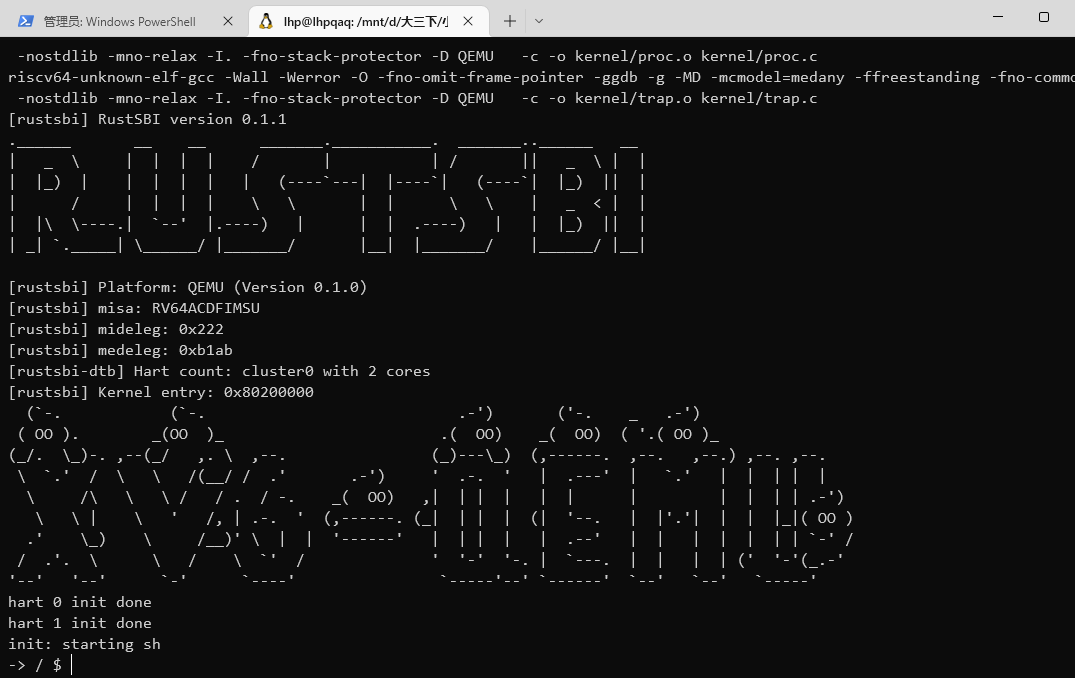 管理员: Windows PowerShell
lhp@lhpqaq: /mnt/d/大三下/小
-nostdlib -mno-relax -I. -fno-stack-protector -D QEMU   -c -o kernel/proc.o kernel/proc.c
riscv64-unknown-elf-gcc -Wall -Werror -O -fno-omit-frame-pointer -ggdb -g -MD -mcmodel=medany -ffreestanding -fno-commo
-nostdlib -mno-relax -I. -fno-stack-protector -D QEMU   -c -o kernel/trap.o kernel/trap.c
[rustsbi] RustSBI version 0.1.1
RUSTSBI
[rustsbi] Platform: QEMU (Version 0.1.0)
[rustsbi] misa: RV64ACDFIMSU
[rustsbi] mideleg: 0x222
[rustsbi] medeleg: 0xb1ab
[rustsbi-dtb] Hart count: cluster0 with 2 cores
[rustsbi] Kernel entry: 0x80200000
XV6-QEMU
hart 0 init done
hart 1 init done
init: starting sh
-> / $